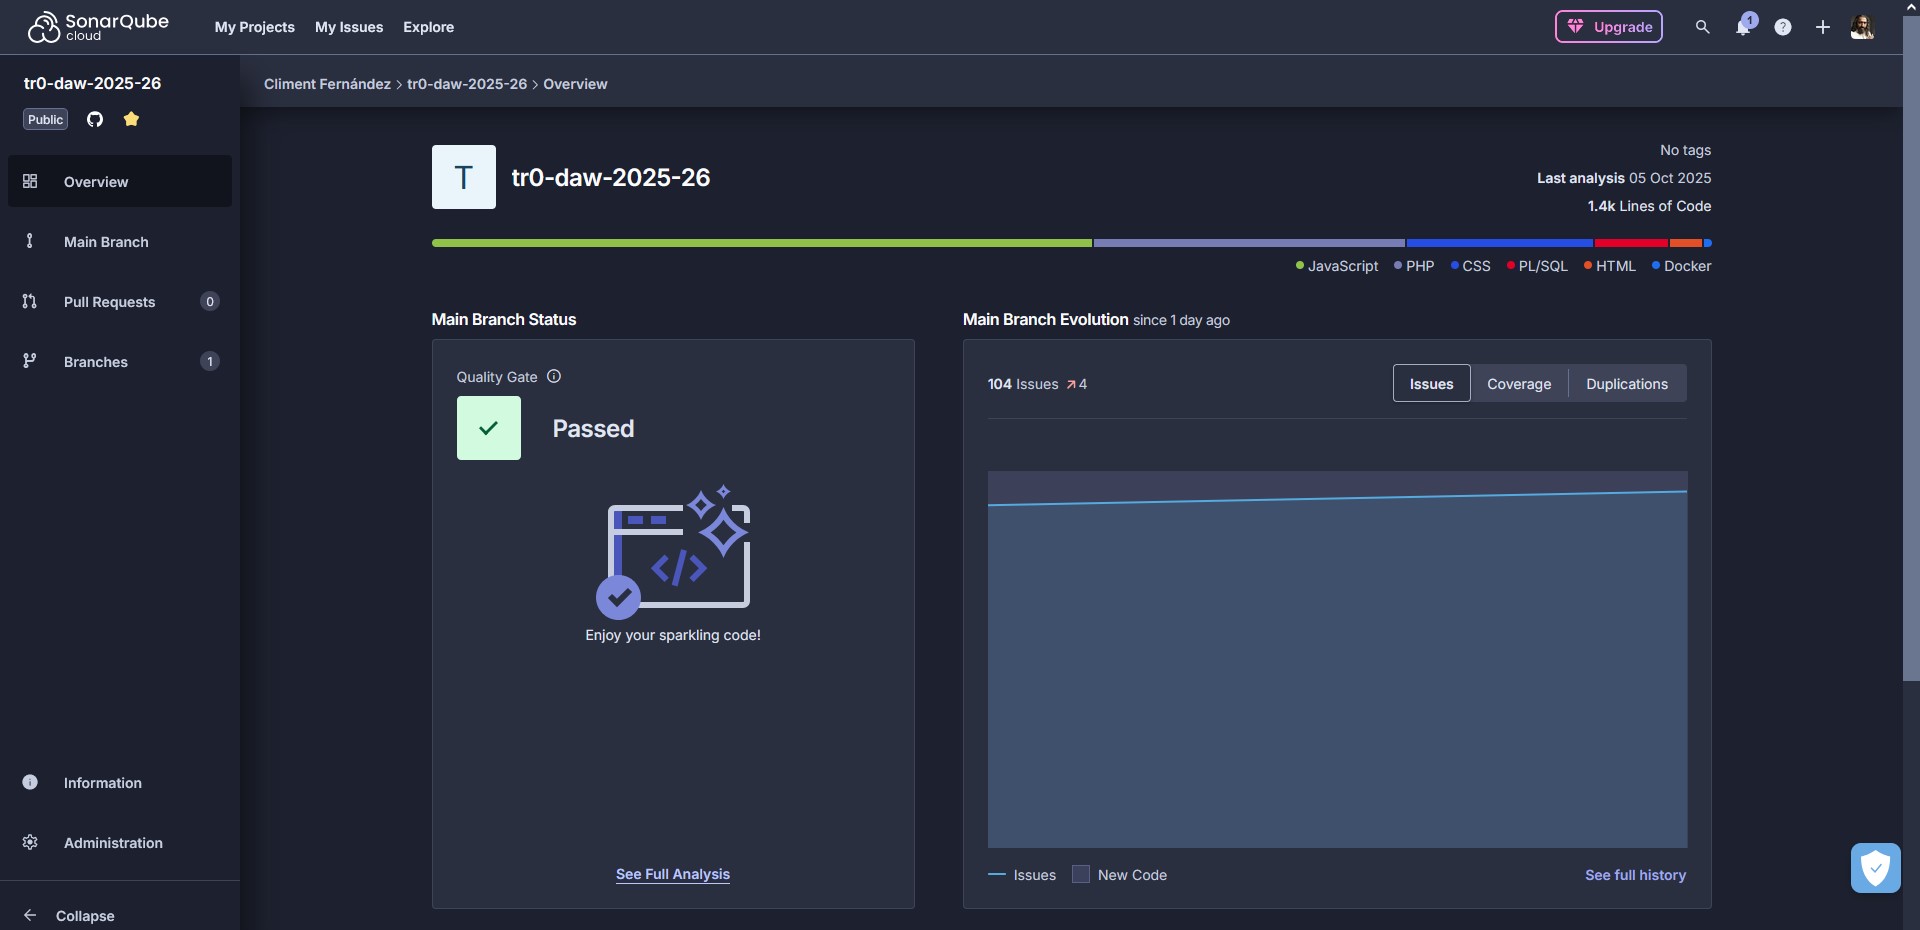 SonarQube
cloud
My Projects
My Issues
Explore
Upgrade
1
?
tr0-daw-2025-26
Public
Overview
Main Branch
Pull Requests 0
Branches 1
Information
Administration
Collapse
Climent Fernández > tr0-daw-2025-26 > Overview
T
tr0-daw-2025-26
No tags
Last analysis 05 Oct 2025
1.4k Lines of Code
JavaScript PHP CSS PL/SQL HTML Docker
Main Branch Status
Quality Gate
Passed
</>
Enjoy your sparkling code!
See Full Analysis
Main Branch Evolution since 1 day ago
104 Issues 4
Issues
Coverage
Duplications
Issues
New Code
See full history